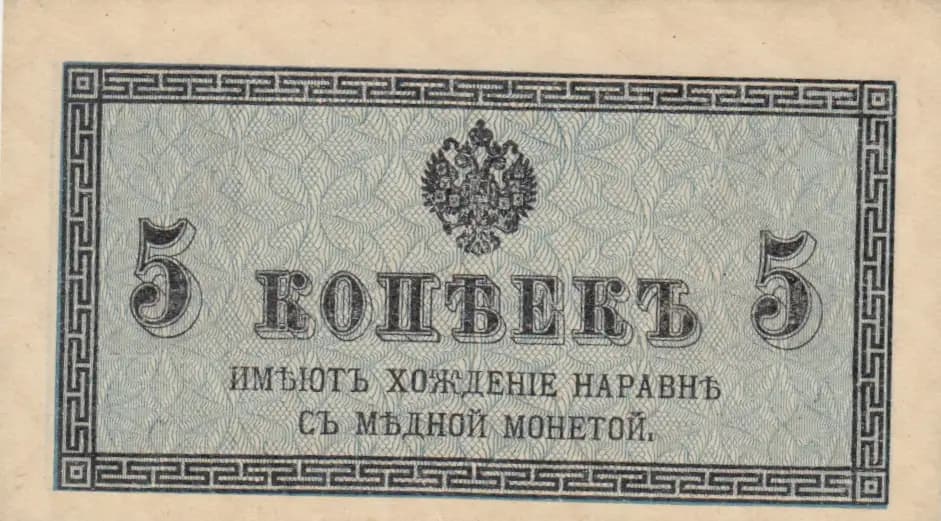 5 КОПѢЕКЪ 5
ИМѢЮТЪ ХОЖДЕНІЕ НАРАВНѢ
СЪ МѢДНОЙ МОНЕТОЙ.